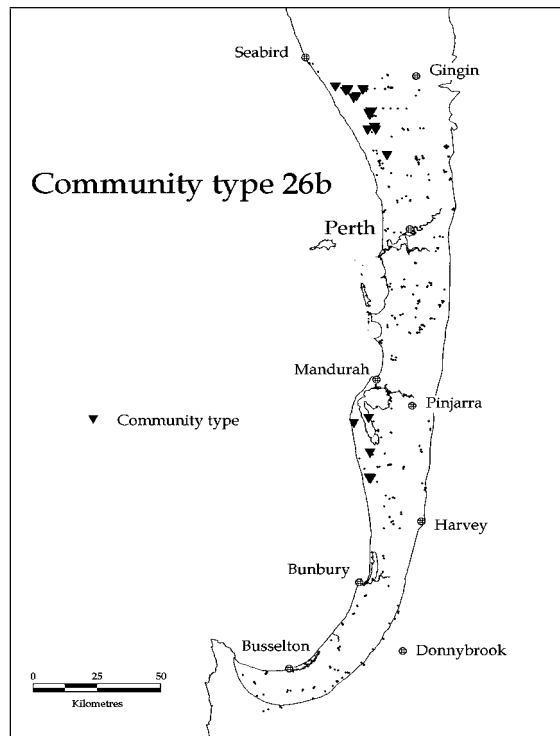 Seabird
Gingin
Community type 26b
Perth
Mandurah
Pinjarra
Community type
Harvey
Bunbury
Busselton
Donnybrook
0 25 50
Kilometres